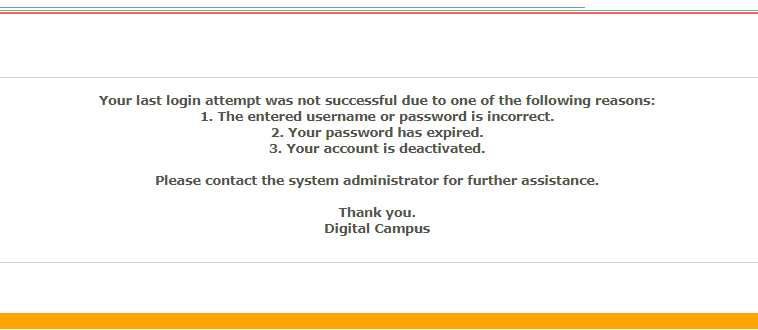 Your last login attempt was not successful due to one of the following reasons:
1. The entered username or password is incorrect.
2. Your password has expired.
3. Your account is deactivated.
Please contact the system administrator for further assistance.
Thank you.
Digital Campus